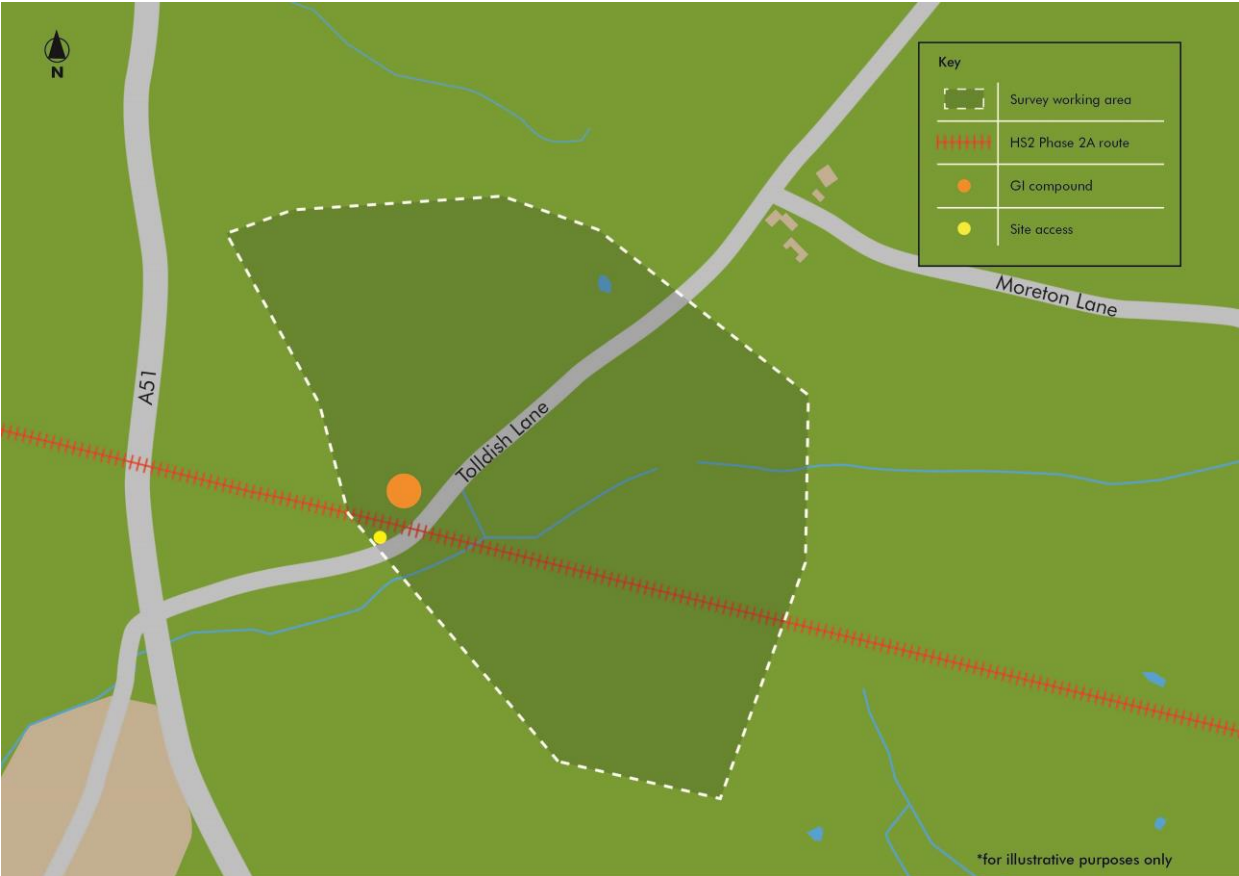 N
Key
Survey working area
HS2 Phase 2A route
GI compound
Site access
Moreton Lane
A51
Tolldish Lane
*for illustrative purposes only